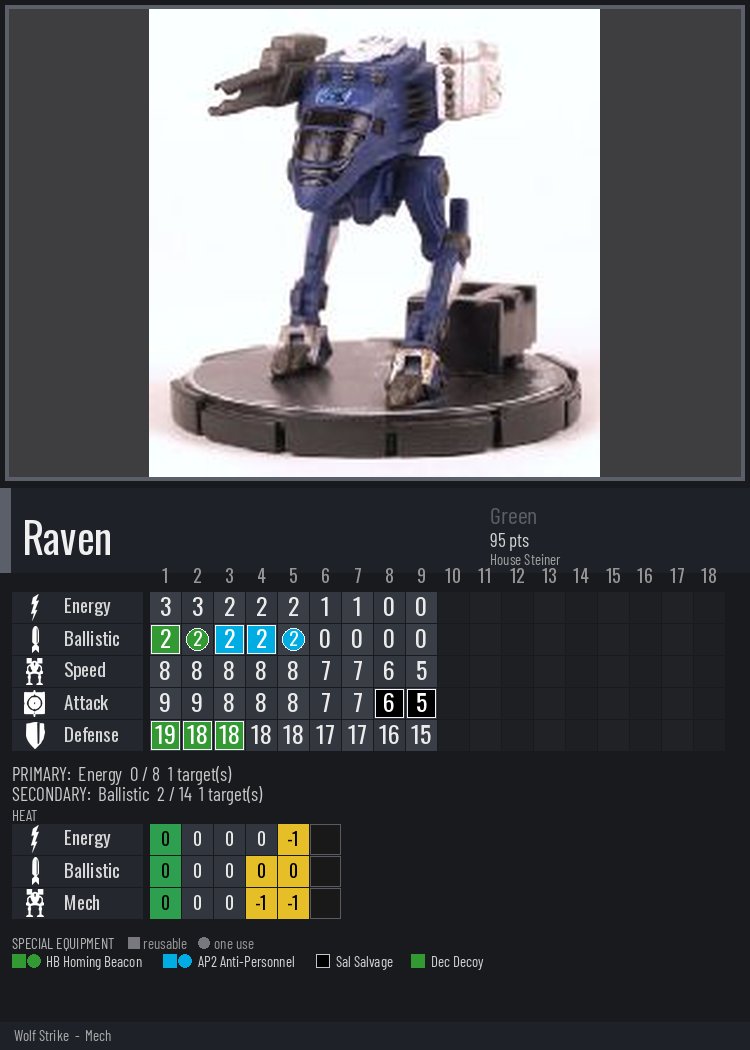 Raven
Green
95 pts
House Steiner
1 2 3 4 5 6 7 8 9 10 11 12 13 14 15 16 17 18
Energy 3 3 2 2 2 1 1 0 0
Ballistic 2 2 2 2 2 0 0 0 0
Speed 8 8 8 8 8 7 7 6 5
Attack 9 9 8 8 8 7 7 6 5
Defense 19 18 18 18 18 17 17 16 15
PRIMARY: Energy 0 / 8 1 target(s)
SECONDARY: Ballistic 2 / 14 1 target(s)
HEAT
Energy 0 0 0 0 -1
Ballistic 0 0 0 0 0
Mech 0 0 0 -1 -1
SPECIAL EQUIPMENT reusable one use
HB Homing Beacon AP2 Anti-Personnel Sal Salvage Dec Decoy
Wolf Strike - Mech